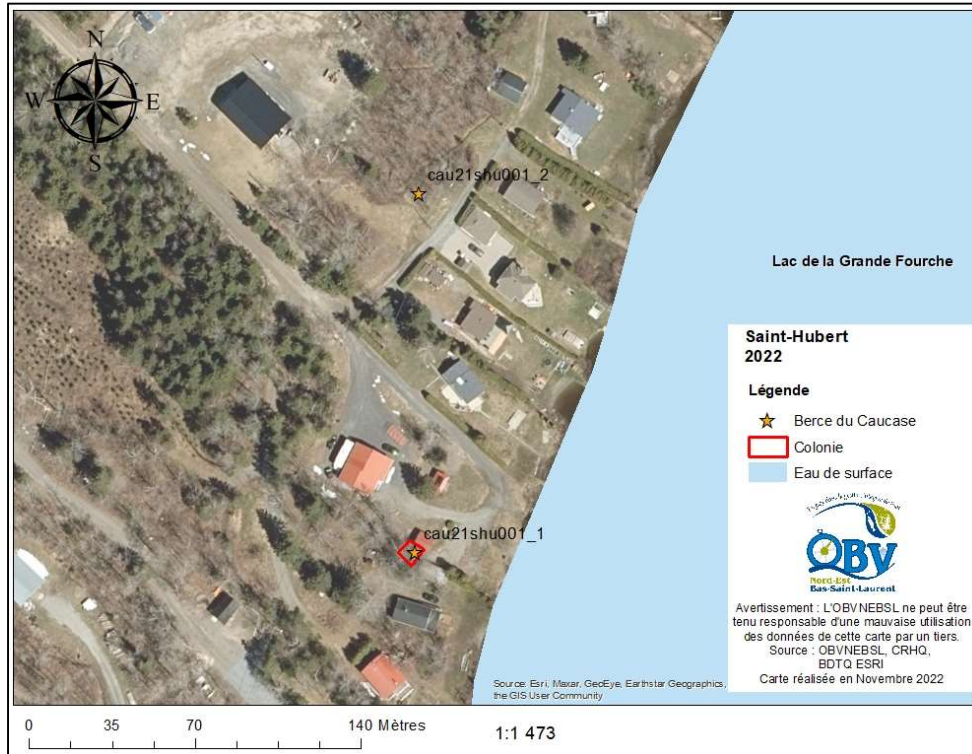 N
W E
S
cau21shu001_2
Lac de la Grande Fourche
Saint-Hubert
2022
Légende
Berce du Caucase
Colonie
Eau de surface
cau21shu001_1
OBV
Nord-Est
Bas-Saint-Laurent
Avertissement : L'OBVNEBSL ne peut être
tenu responsable d'une mauvaise utilisation
des données de cette carte par un tiers.
Source : OBVNEBSL, CRHQ,
BDTQ ESRI
Carte réalisée en Novembre 2022
Source: Esri, Maxar, GeoEye, Earthstar Geographics,
the GIS User Community
0 35 70 140 Mètres
1:1 473